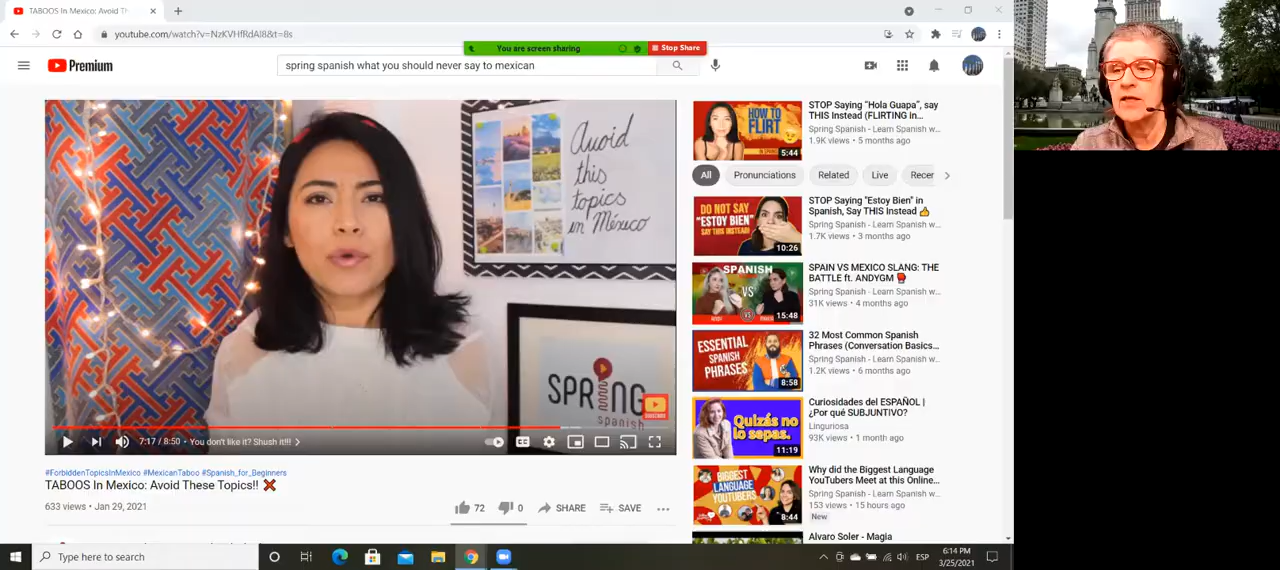 TABOOS In Mexico: Avoid Th
youtube.com/watch?v=NzKVHfRdAI8&t=8s
You are screen sharing
Stop Share
Premium
spring spanish what you should never say to mexican
Avoid
this
topics
in México
SPRING
spanish
SUBSCRIBE
7:17 / 8:50 • You don't like it? Shush it!!!
CC
#ForbiddenTopicsInMexico #MexicanTaboo #Spanish_for_Beginners
TABOOS In Mexico: Avoid These Topics!!
633 views • Jan 29, 2021
72
0
SHARE
SAVE
HOW TO
FLIRT
IN SPANISH
5:44
STOP Saying "Hola Guapa", say
THIS Instead (FLIRTING in...
Spring Spanish - Learn Spanish w...
1.9K views • 5 months ago
All
Pronunciations
Related
Live
Recer
DO NOT SAY
"ESTOY BIEN"
SAY THIS INSTEAD!
10:26
STOP Saying "Estoy Bien" in
Spanish, Say THIS Instead
Spring Spanish - Learn Spanish w...
1.7K views • 3 months ago
SPANISH
VS
15:48
SPAIN VS MEXICO SLANG: THE
BATTLE ft. ANDYGM
Spring Spanish - Learn Spanish w...
31K views • 4 months ago
ESSENTIAL
SPANISH
PHRASES
8:58
32 Most Common Spanish
Phrases (Conversation Basics...
Spring Spanish - Learn Spanish w...
1.2K views • 6 months ago
Quizás no
lo sepas.
11:19
Curiosidades del ESPAÑOL |
¿Por qué SUBJUNTIVO?
Linguriosa
93K views • 1 month ago
BIGGEST
LANGUAGE
YOUTUBERS
8:44
Why did the Biggest Language
YouTubers Meet at this Online...
Spring Spanish - Learn Spanish w...
153 views • 15 hours ago
New
Alvaro Soler - Magia
Type here to search
ESP
6:14 PM
3/25/2021